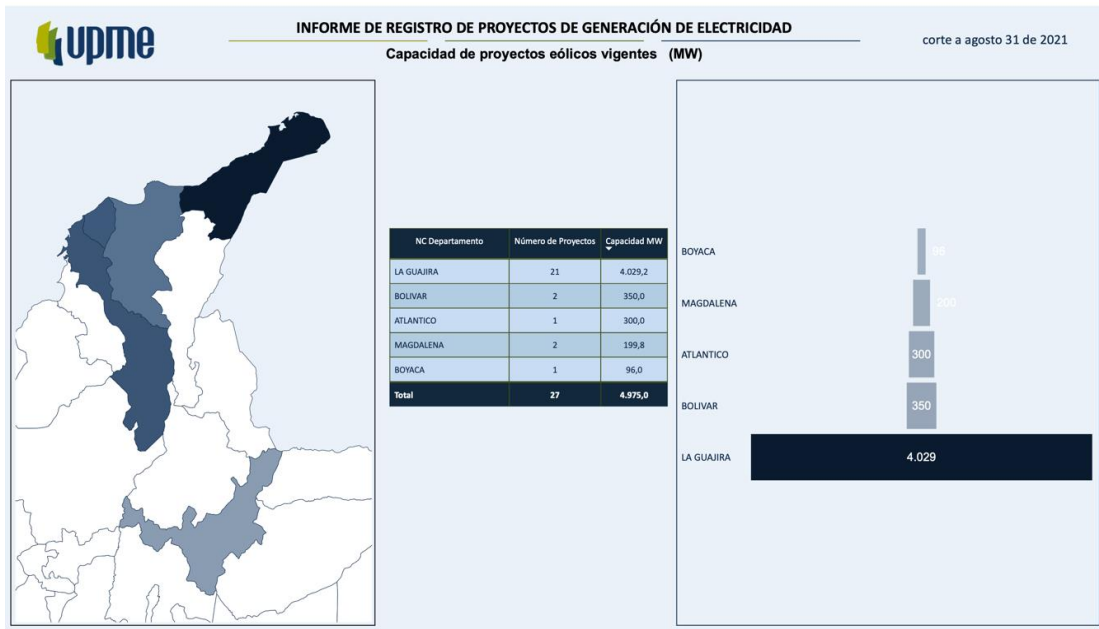 upme
INFORME DE REGISTRO DE PROYECTOS DE GENERACIÓN DE ELECTRICIDAD
Capacidad de proyectos eólicos vigentes (MW)
corte a agosto 31 de 2021
NC Departamento Número de Proyectos Capacidad MW
LA GUAJIRA 21 4.029,2
BOLIVAR 2 350,0
ATLANTICO 1 300,0
MAGDALENA 2 199,8
BOYACA 1 96,0
Total 27 4.975,0
BOYACA 96
MAGDALENA 200
ATLANTICO 300
BOLIVAR 350
LA GUAJIRA 4.029